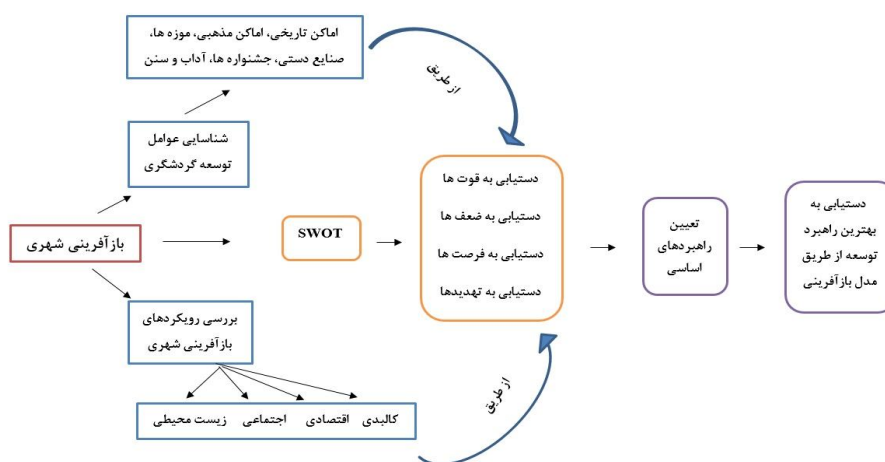 اماکن تاریخی، اماکن مذهبی، موزه ها،
صنایع دستی، جشنواره ها، آداب و سنن
از طریق
شناسایی عوامل
توسعه گردشگری
بازآفرینی شهری
SWOT
دستیابی به قوت ها
دستیابی به ضعف ها
دستیابی به فرصت ها
دستیابی به تهدیدها
تعیین
راهبردهای
اساسی
دستیابی به
بهترین راهبرد
توسعه از طریق
مدل بازآفرینی
بررسی رویکردهای
بازآفرینی شهری
کالبدی اقتصادی اجتماعی زیست محیطی
از طریق